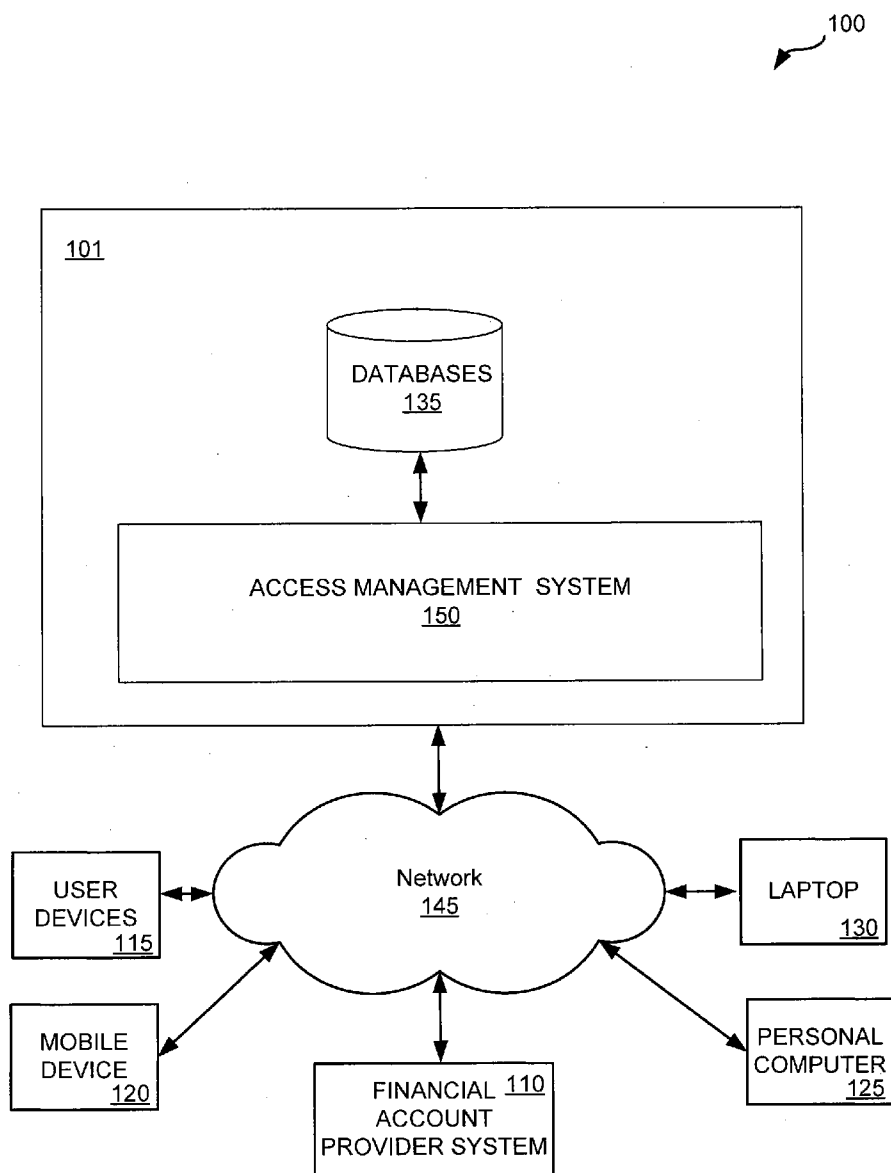 100
101
DATABASES
135
ACCESS MANAGEMENT SYSTEM
150
Network
145
USER
DEVICES
115
LAPTOP
130
MOBILE
DEVICE
120
FINANCIAL
110
ACCOUNT
PROVIDER SYSTEM
PERSONAL
COMPUTER
125